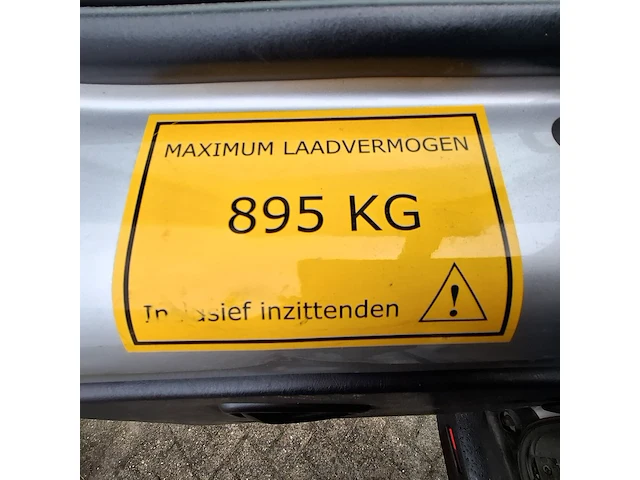 MAXIMUM LAADVERMOGEN
895 KG
inzittenden
!